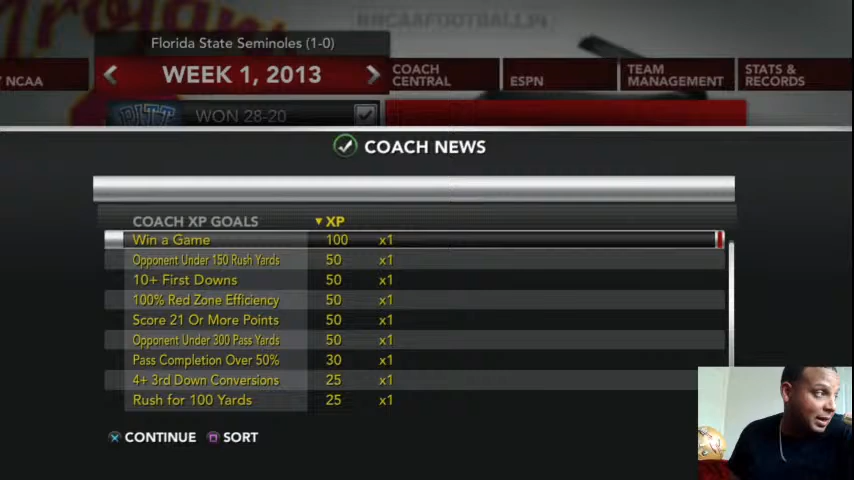 NCAAFOOTBALL14
Florida State Seminoles (1-0)
WEEK 1, 2013
NCAA
COACH CENTRAL
ESPN
TEAM MANAGEMENT
STATS & RECORDS
PITT
WON 28-20
COACH NEWS
COACH XP GOALS XP
Win a Game 100 x1
Opponent Under 150 Rush Yards 50 x1
10+ First Downs 50 x1
100% Red Zone Efficiency 50 x1
Score 21 Or More Points 50 x1
Opponent Under 300 Pass Yards 50 x1
Pass Completion Over 50% 30 x1
4+ 3rd Down Conversions 25 x1
Rush for 100 Yards 25 x1
CONTINUE SORT